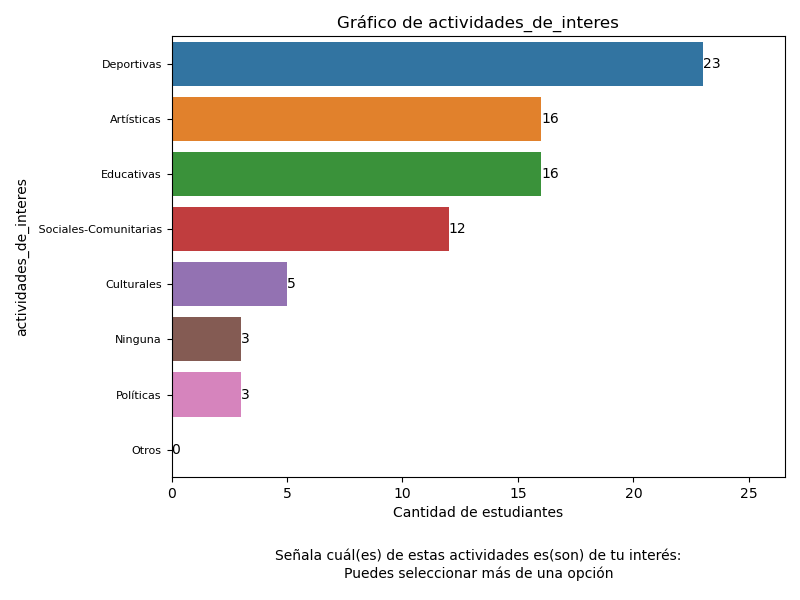 Gráfico de actividades_de_interes
actividades_de_interes
Deportivas
23
Artísticas
16
Educativas
16
Sociales-Comunitarias
12
Culturales
5
Ninguna
3
Políticas
3
Otros
0
0 5 10 15 20 25
Cantidad de estudiantes
Señala cuál(es) de estas actividades es(son) de tu interés:
Puedes seleccionar más de una opción